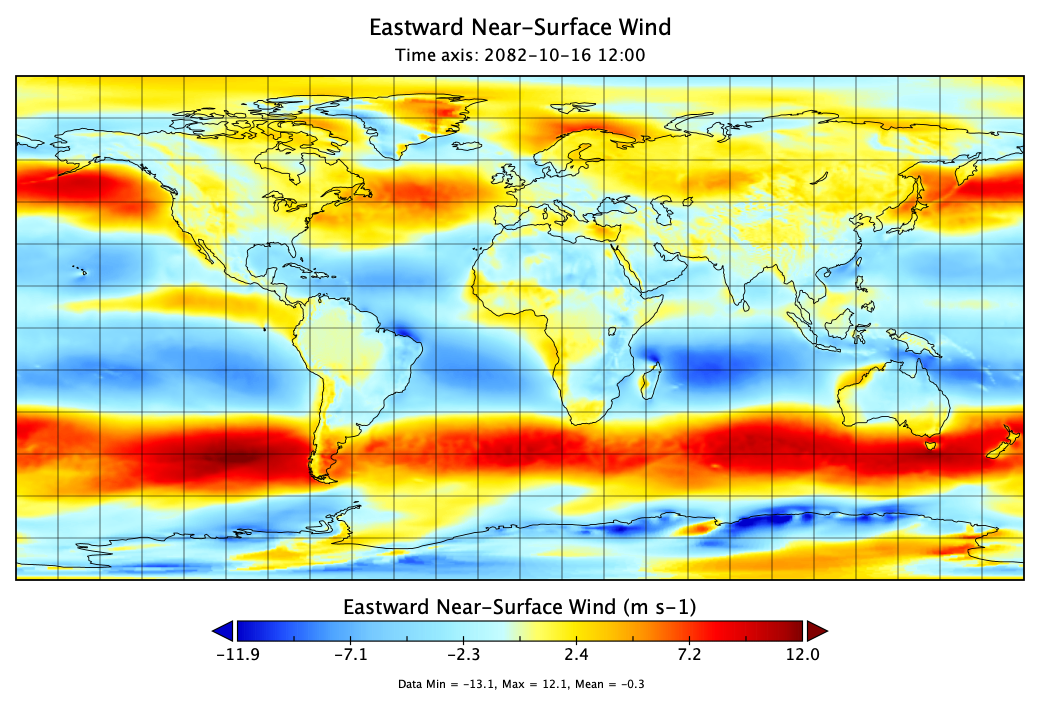 Eastward Near–Surface Wind
Time axis: 2082-10-16 12:00
Eastward Near–Surface Wind (m s-1)
−11.9 −7.1 −2.3 2.4 7.2 12.0
Data Min = −13.1, Max = 12.1, Mean = −0.3